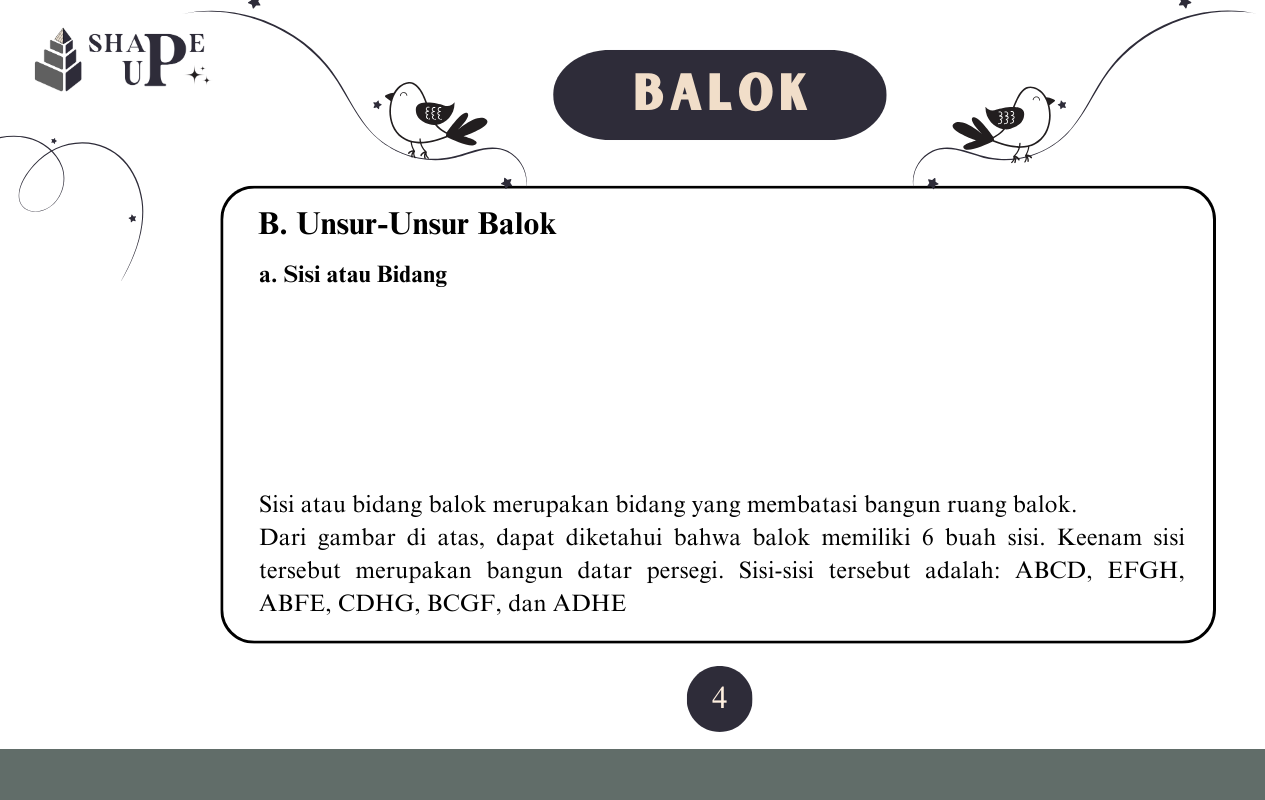 SHAPE
UP
BALOK
B. Unsur-Unsur Balok
a. Sisi atau Bidang
Sisi atau bidang balok merupakan bidang yang membatasi bangun ruang balok.
Dari gambar di atas, dapat diketahui bahwa balok memiliki 6 buah sisi. Keenam sisi
tersebut merupakan bangun datar persegi. Sisi-sisi tersebut adalah: ABCD, EFGH,
ABFE, CDHG, BCGF, dan ADHE
4